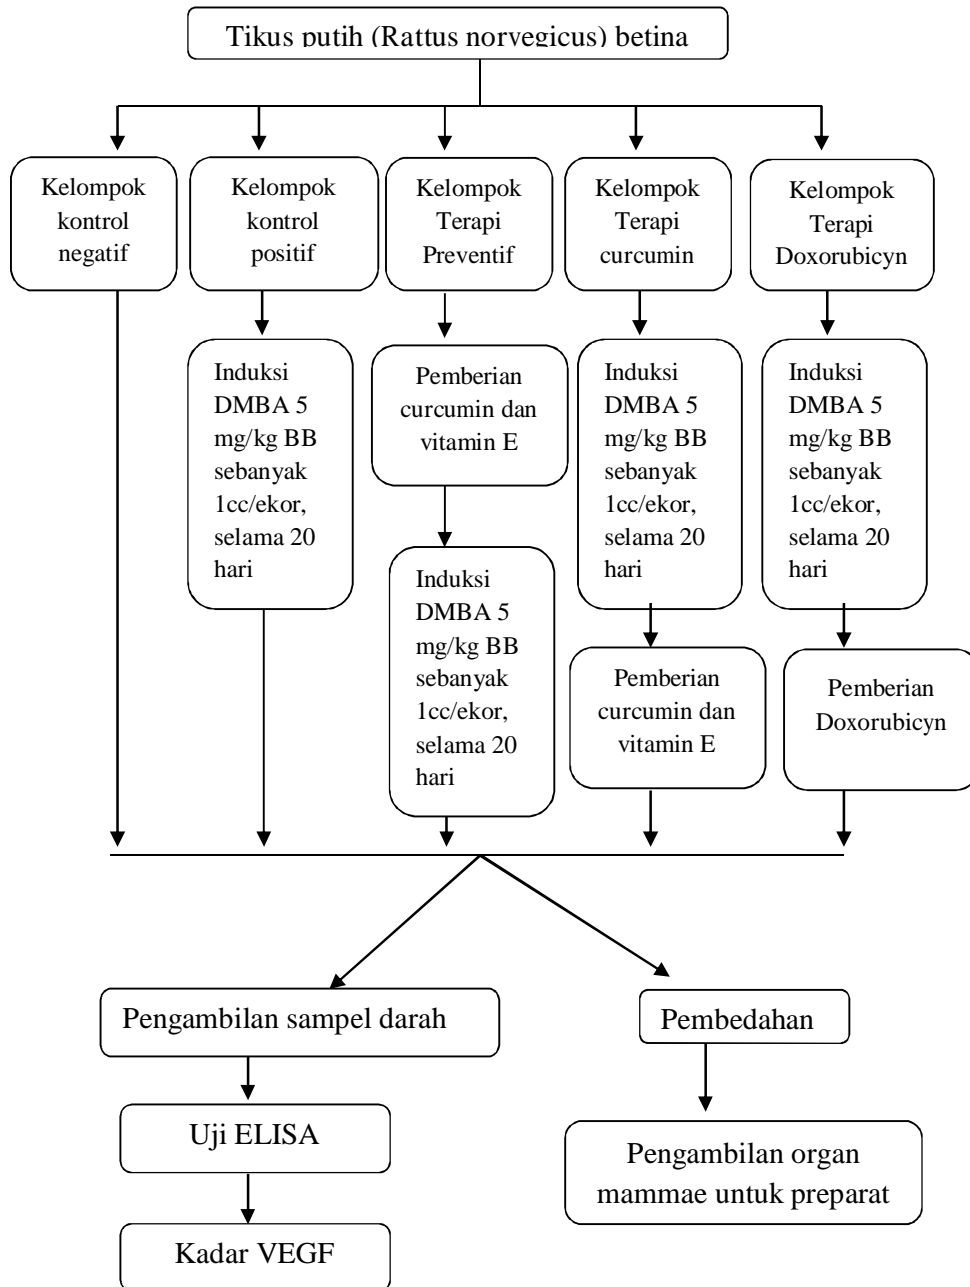 Tikus putih (Rattus norvegicus) betina
Kelompok
kontrol
negatif
Kelompok
kontrol
positif
Kelompok
Terapi
Preventif
Kelompok
Terapi
curcumin
Kelompok
Terapi
Doxorubicyn
Induksi
DMBA 5
mg/kg BB
sebanyak
1cc/ekor,
selama 20
hari
Pemberian
curcumin dan
vitamin E
Induksi
DMBA 5
mg/kg BB
sebanyak
1cc/ekor,
selama 20
hari
Induksi
DMBA 5
mg/kg BB
sebanyak
1cc/ekor,
selama 20
hari
Induksi
DMBA 5
mg/kg BB
sebanyak
1cc/ekor,
selama 20
hari
Pemberian
curcumin dan
vitamin E
Pemberian
Doxorubicyn
Pengambilan sampel darah
Pembedahan
Uji ELISA
Pengambilan organ
mammae untuk preparat
Kadar VEGF